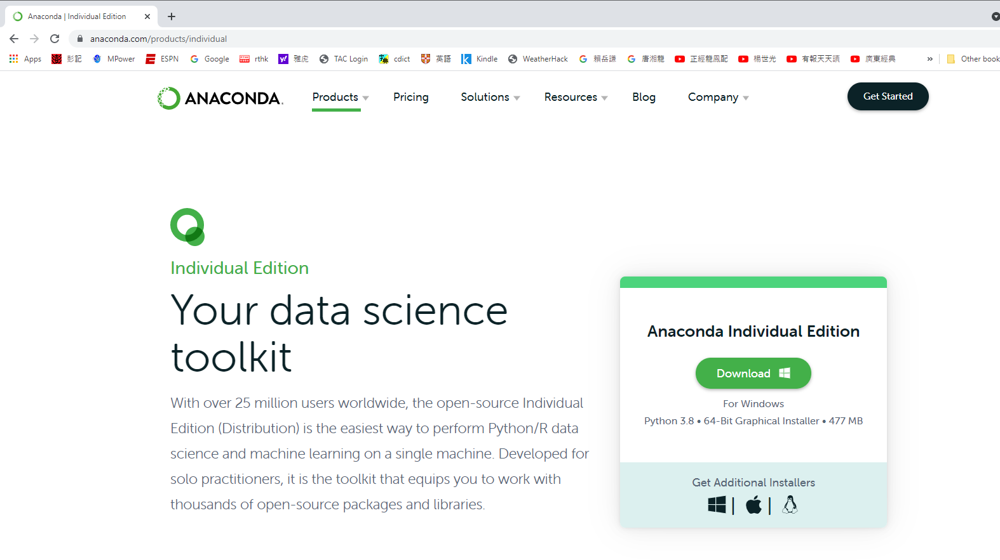 Anaconda | Individual Edition
anaconda.com/products/individual
Apps 彭記 MPower ESPN Google rthk 雅虎 TAC Login cdict 英語 Kindle WeatherHack 賴岳謙 唐湘龍 正經龍鳳配 楊世光 有報天天讀 廣東經典 » Other book
ANACONDA. Products Pricing Solutions Resources Blog Company Get Started
Individual Edition
Your data science
toolkit
With over 25 million users worldwide, the open-source Individual
Edition (Distribution) is the easiest way to perform Python/R data
science and machine learning on a single machine. Developed for
solo practitioners, it is the toolkit that equips you to work with
thousands of open-source packages and libraries.
Anaconda Individual Edition
Download
For Windows
Python 3.8 • 64-Bit Graphical Installer • 477 MB
Get Additional Installers
| |